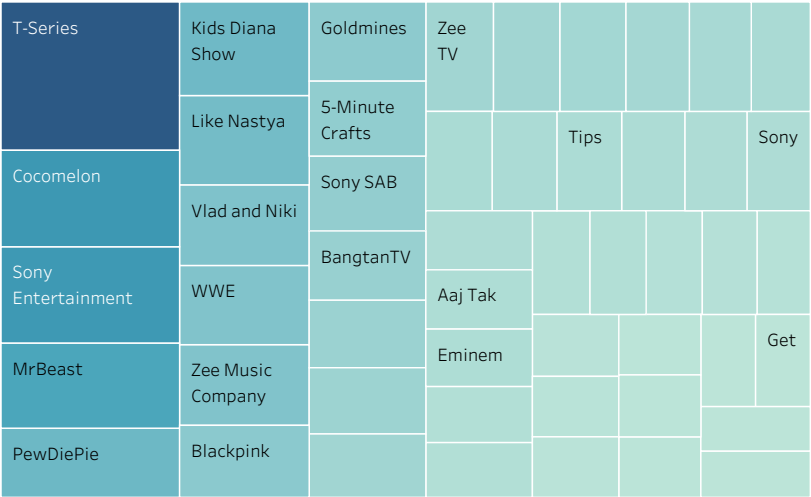 T-Series
Cocomelon
Sony
Entertainment
MrBeast
PewDiePie
Kids Diana
Show
Like Nastya
Vlad and Niki
WWE
Zee Music
Company
Blackpink
Goldmines
5-Minute
Crafts
Sony SAB
BangtanTV
Zee
TV
Tips
Sony
Aaj Tak
Eminem
Get